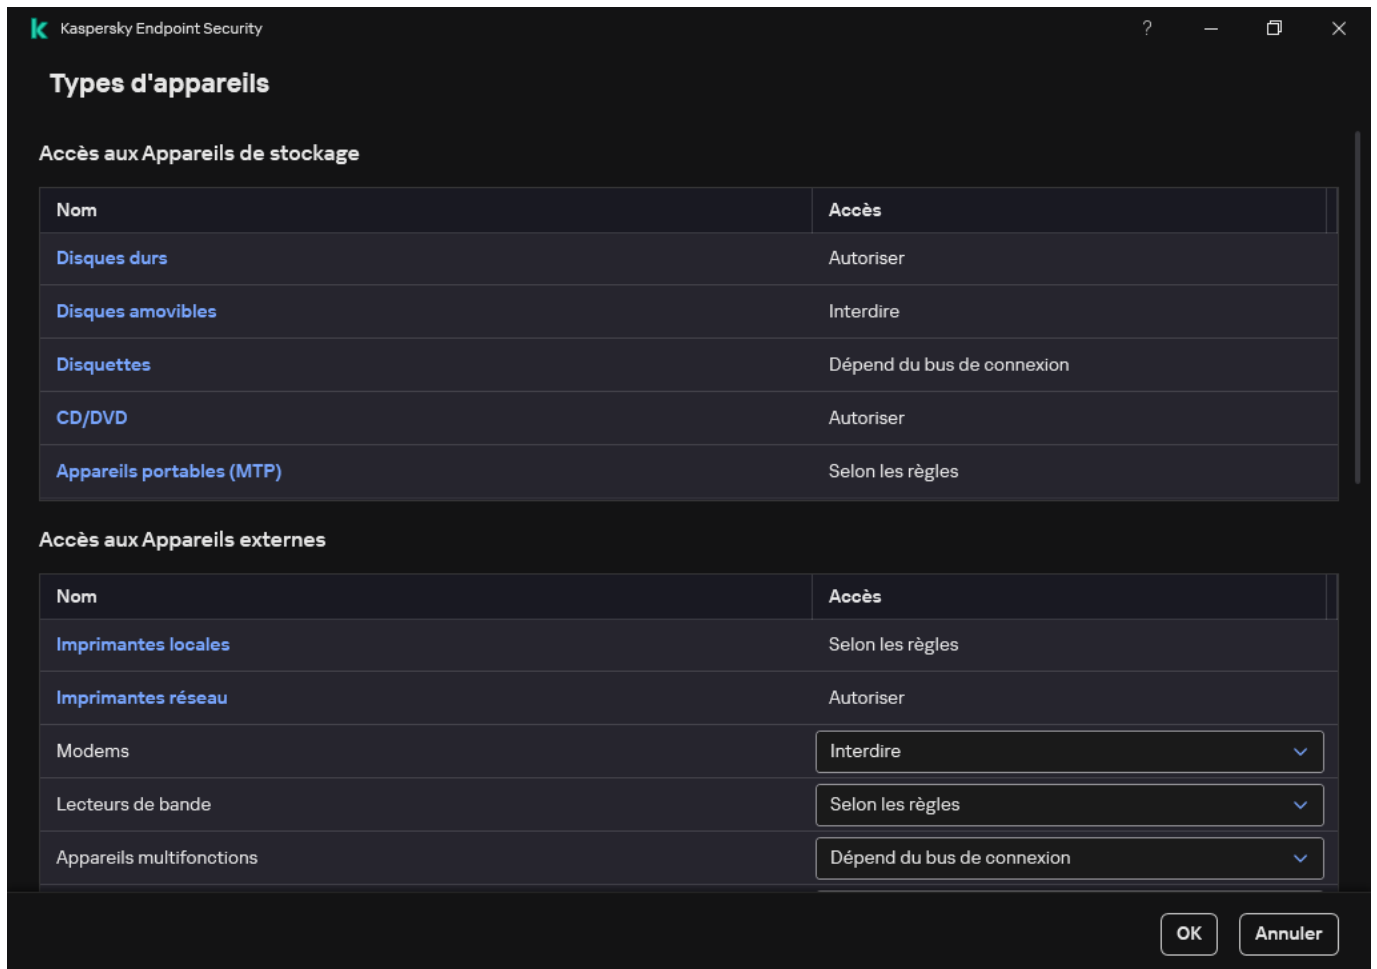 Kaspersky Endpoint Security ?
Types d'appareils
Accès aux Appareils de stockage
Nom Accès
Disques durs Autoriser
Disques amovibles Interdire
Disquettes Dépend du bus de connexion
CD/DVD Autoriser
Appareils portables (MTP) Selon les règles
Accès aux Appareils externes
Nom Accès
Imprimantes locales Selon les règles
Imprimantes réseau Autoriser
Modems Interdire
Lecteurs de bande Selon les règles
Appareils multifonctions Dépend du bus de connexion
OK Annuler